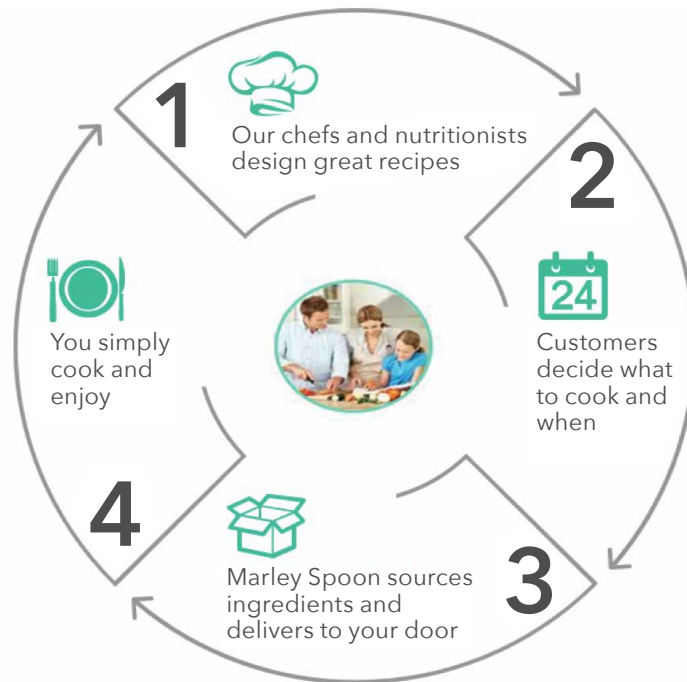 1
Our chefs and nutritionists
design great recipes
2
24
Customers
decide what
to cook and
when
3
Marley Spoon sources
ingredients and
delivers to your door
4
You simply
cook and
enjoy